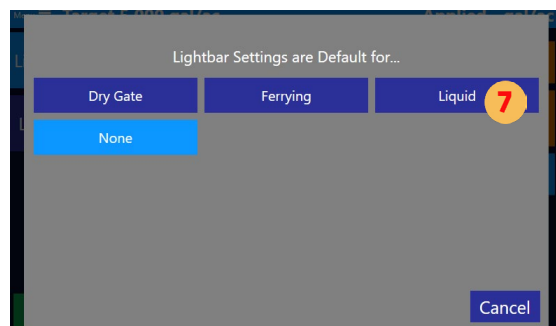 Lightbar Settings are Default for...
Dry Gate
Ferrying
Liquid
7
None
Cancel